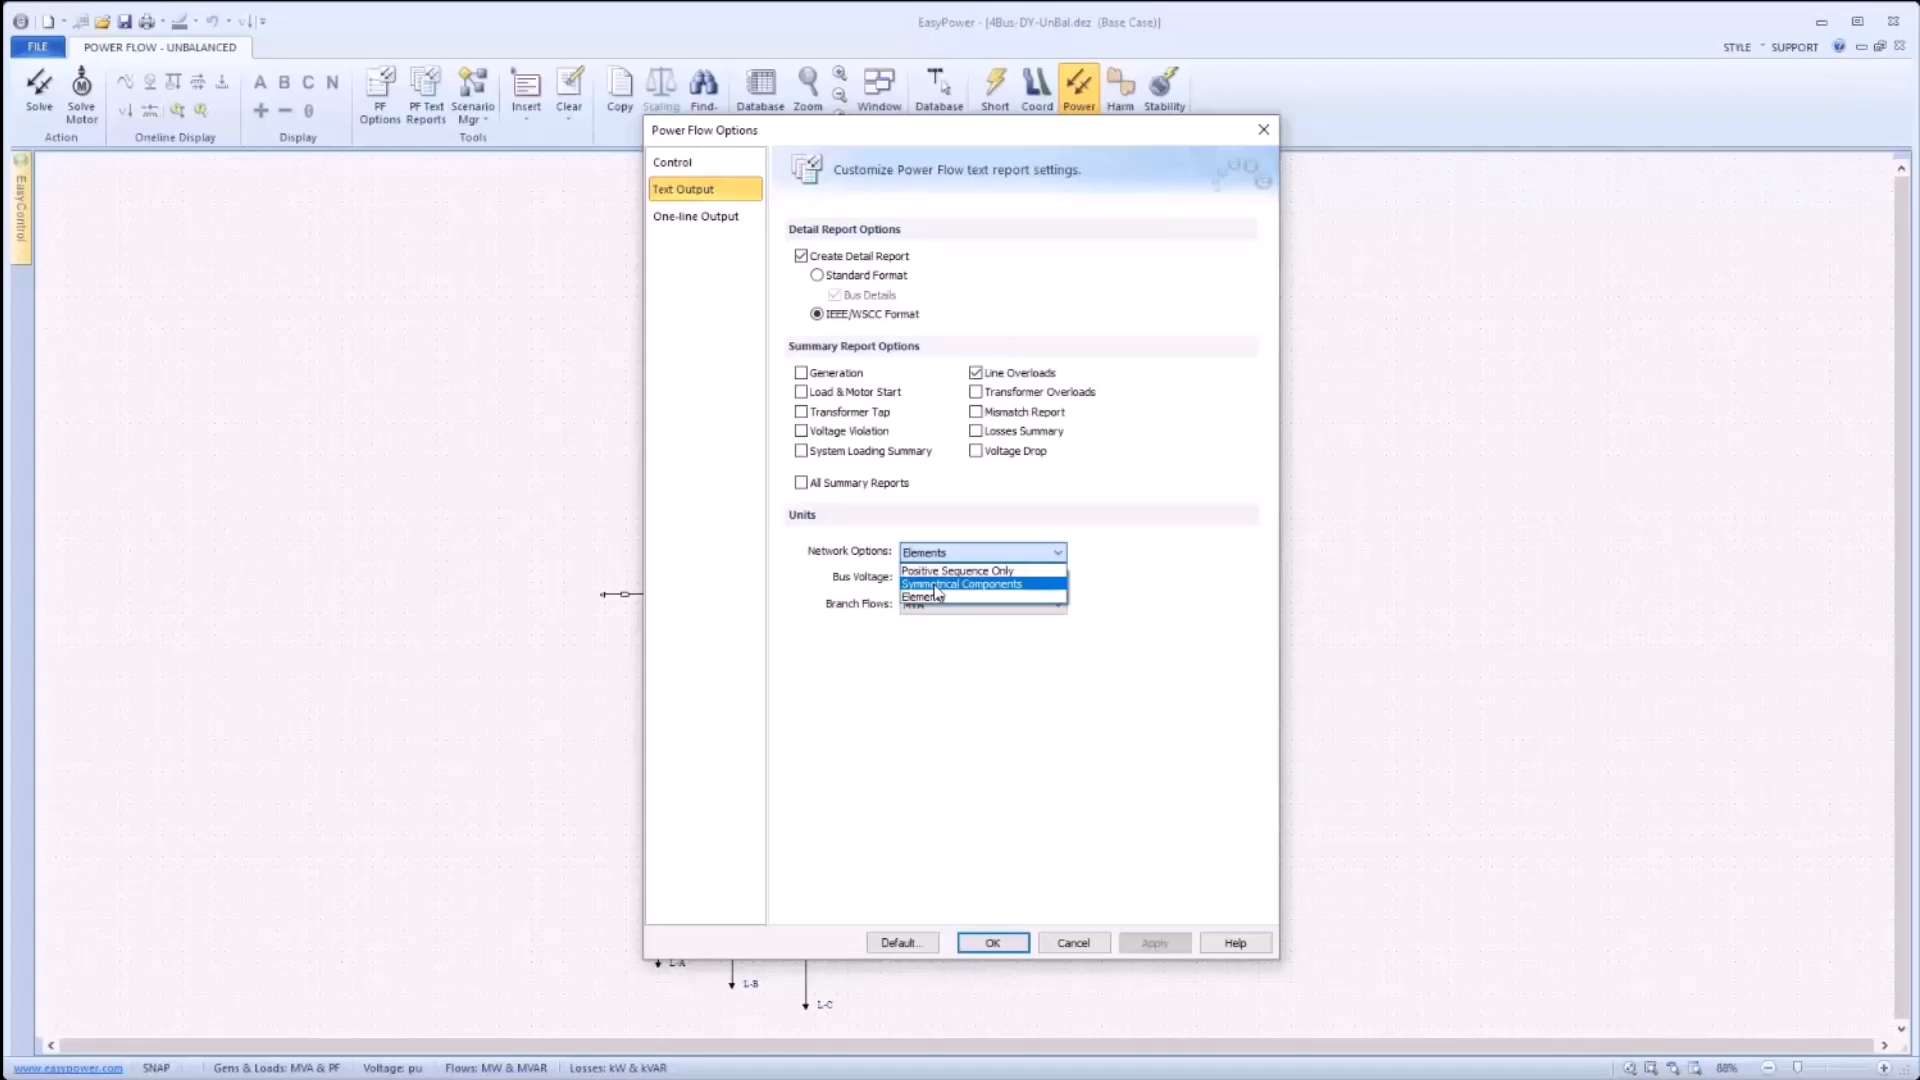 EasyPower - [4Bus-DY-UnBal.dez (Base Case)]
FILE
POWER FLOW - UNBALANCED
STYLE
SUPPORT
A B C N
Solve
Solve Motor
PF Options
PF Text Reports
Scenario Mgr
Insert
Clear
Copy
Scaling
Find-
Database
Zoom
Window
Database
Short
Coord
Power
Harm
Stability
Action
Oneline Display
Display
Tools
EasyControl
Power Flow Options
Control
Text Output
One-line Output
Customize Power Flow text report settings.
Detail Report Options
Create Detail Report
Standard Format
Bus Details
IEEE/WSCC Format
Summary Report Options
Generation
Line Overloads
Load & Motor Start
Transformer Overloads
Transformer Tap
Mismatch Report
Voltage Violation
Losses Summary
System Loading Summary
Voltage Drop
All Summary Reports
Units
Network Options: Elements
Positive Sequence Only
Bus Voltage:
Symmetrical Components
Elements
Branch Flows: MVA
Default...
OK
Cancel
Apply
Help
L-A
L-B
L-C
www.easypower.com
SNAP
Gens & Loads: MVA & PF
Voltage: pu
Flows: MW & MVAR
Losses: kW & kVAR
88%